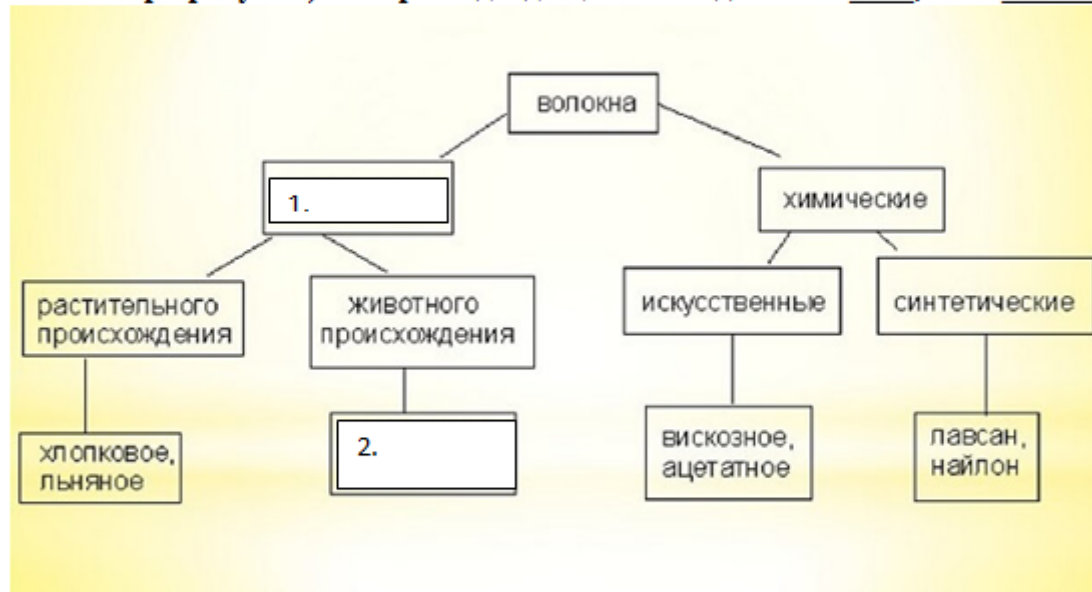 волокна
1.
химические
растительного
происхождения
животного
происхождения
искусственные
синтетические
хлопковое,
льняное
2.
вискозное,
ацетатное
лавсан,
найлон